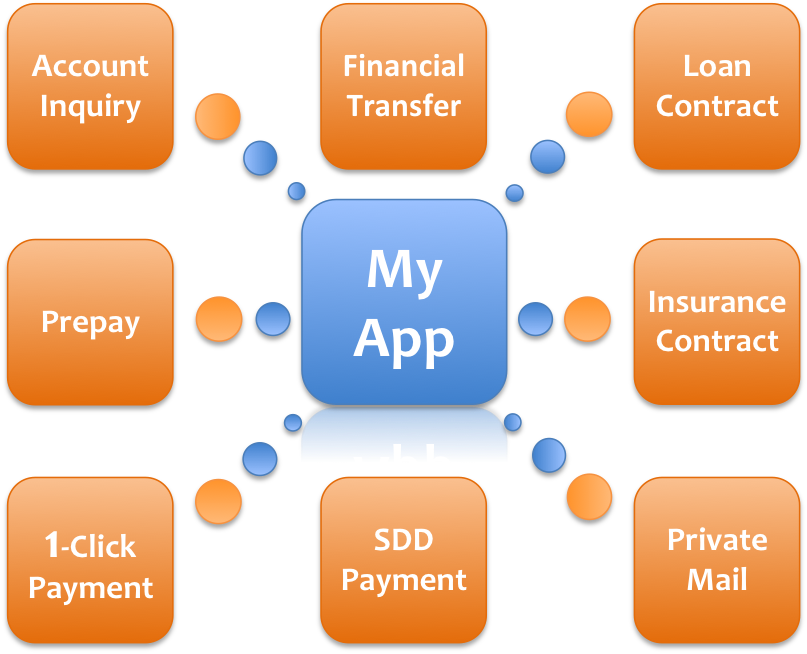 Account
Inquiry
Financial
Transfer
Loan
Contract
Prepay
My
App
Insurance
Contract
1-Click
Payment
SDD
Payment
Private
Mail